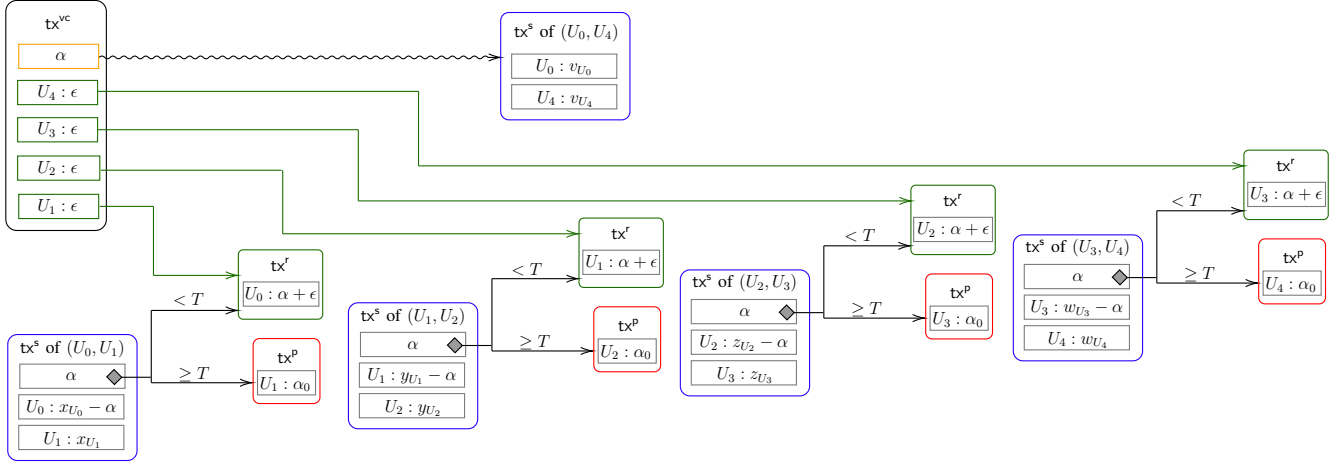 tx^vc
α
U_4 : ϵ
U_3 : ϵ
U_2 : ϵ
U_1 : ϵ
tx^s of (U_0, U_4)
U_0 : v_{U_0}
U_4 : v_{U_4}
tx^r
U_0 : α + ϵ
< T
tx^s of (U_0, U_1)
α
U_0 : x_{U_0} − α
U_1 : x_{U_1}
≥ T
tx^p
U_1 : α_0
tx^r
U_1 : α + ϵ
< T
tx^s of (U_1, U_2)
α
U_1 : y_{U_1} − α
U_2 : y_{U_2}
≥ T
tx^p
U_2 : α_0
tx^r
U_2 : α + ϵ
< T
tx^s of (U_2, U_3)
α
U_2 : z_{U_2} − α
U_3 : z_{U_3}
≥ T
tx^p
U_3 : α_0
tx^r
U_3 : α + ϵ
< T
tx^s of (U_3, U_4)
α
U_3 : w_{U_3} − α
U_4 : w_{U_4}
≥ T
tx^p
U_4 : α_0